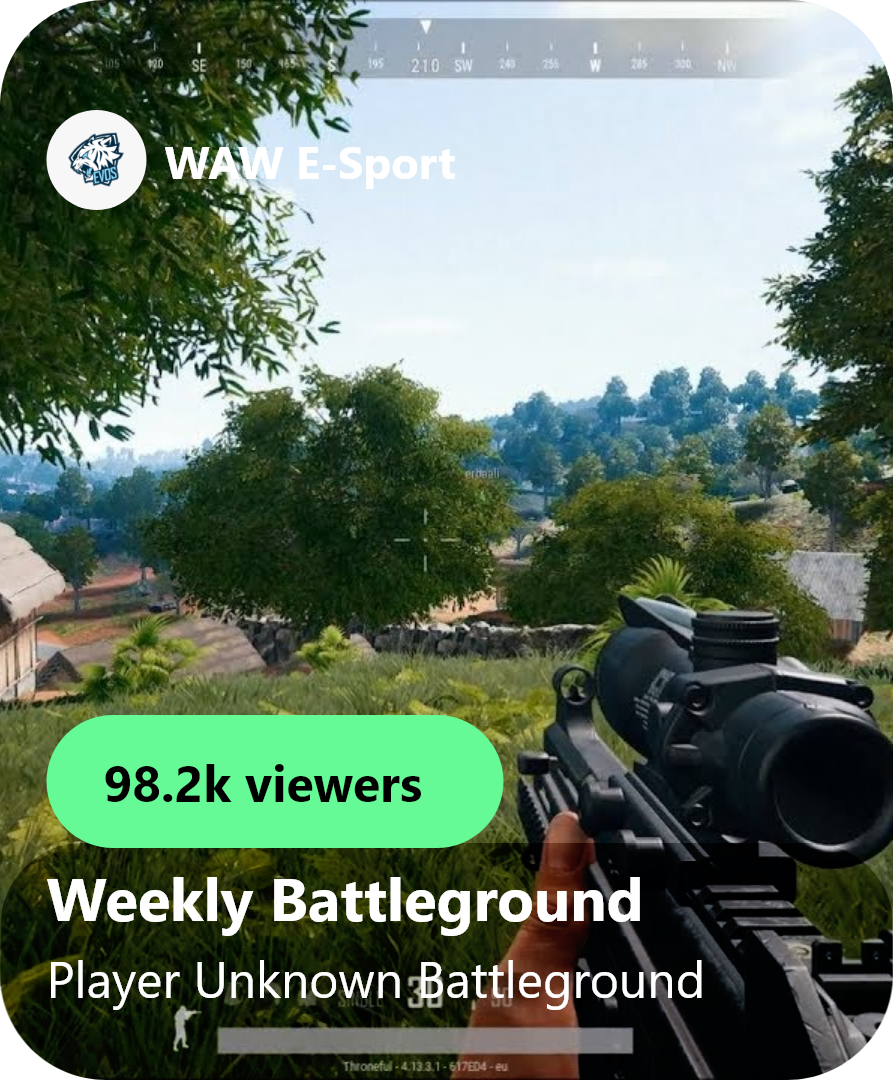 105 120 SE 150 165 S 195 210 SW 240 255 W 285 300 NW
EVOS
WAW E-Sport
98.2k viewers
Weekly Battleground
Player Unknown Battleground
Throneful - 4.13.3.1 - 617ED4 - eu